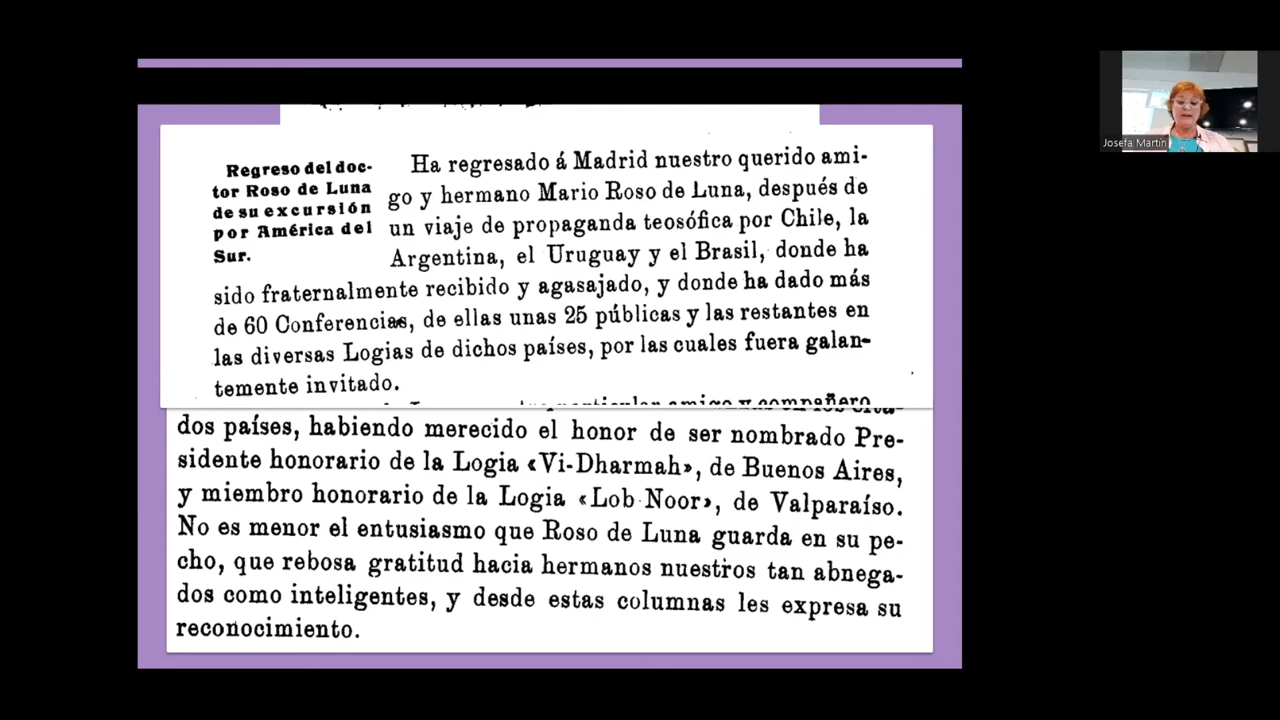 Regreso del doc-
tor Roso de Luna
de su excursión
por América del
Sur.
Ha regresado á Madrid nuestro querido ami-
go y hermano Mario Roso de Luna, después de
un viaje de propaganda teosófica por Chile, la
Argentina, el Uruguay y el Brasil, donde ha
sido fraternalmente recibido y agasajado, y donde ha dado más
de 60 Conferencias, de ellas unas 25 públicas y las restantes en
las diversas Logias de dichos países, por las cuales fuera galan-
temente invitado.
particular amigo y compañero
dos países, habiendo merecido el honor de ser nombrado Pre-
sidente honorario de la Logia «Vi-Dharmah», de Buenos Aires,
y miembro honorario de la Logia «Lob Noor», de Valparaíso.
No es menor el entusiasmo que Roso de Luna guarda en su pe-
cho, que rebosa gratitud hacia hermanos nuestros tan abnega-
dos como inteligentes, y desde estas columnas les expresa su
reconocimiento.
Josefa Martín